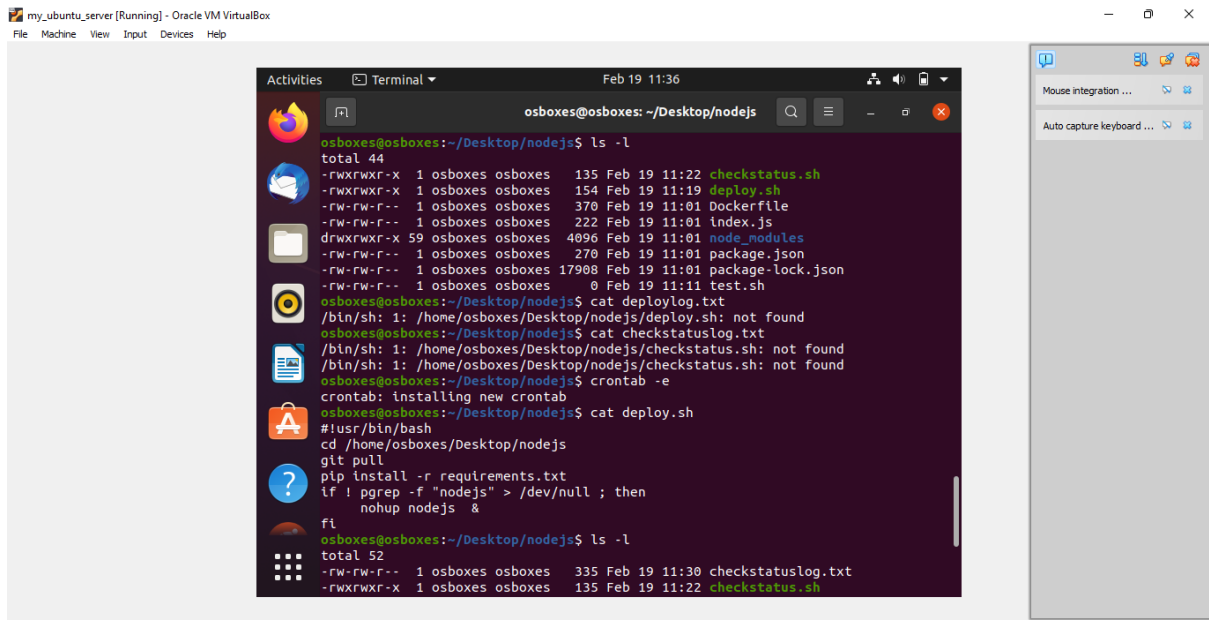 my_ubuntu_server [Running] - Oracle VM VirtualBox
File Machine View Input Devices Help
Activities Terminal Feb 19 11:36
osboxes@osboxes: ~/Desktop/nodejs
osboxes@osboxes:~/Desktop/nodejs$ ls -l
total 44
-rwxrwxr-x 1 osboxes osboxes 135 Feb 19 11:22 checkstatus.sh
-rwxrwxr-x 1 osboxes osboxes 154 Feb 19 11:19 deploy.sh
-rw-rw-r-- 1 osboxes osboxes 370 Feb 19 11:01 Dockerfile
-rw-rw-r-- 1 osboxes osboxes 222 Feb 19 11:01 index.js
drwxrwxr-x 59 osboxes osboxes 4096 Feb 19 11:01 node_modules
-rw-rw-r-- 1 osboxes osboxes 270 Feb 19 11:01 package.json
-rw-rw-r-- 1 osboxes osboxes 17908 Feb 19 11:01 package-lock.json
-rw-rw-r-- 1 osboxes osboxes 0 Feb 19 11:11 test.sh
osboxes@osboxes:~/Desktop/nodejs$ cat deploylog.txt
/bin/sh: 1: /home/osboxes/Desktop/nodejs/deploy.sh: not found
osboxes@osboxes:~/Desktop/nodejs$ cat checkstatuslog.txt
/bin/sh: 1: /home/osboxes/Desktop/nodejs/checkstatus.sh: not found
/bin/sh: 1: /home/osboxes/Desktop/nodejs/checkstatus.sh: not found
osboxes@osboxes:~/Desktop/nodejs$ crontab -e
crontab: installing new crontab
osboxes@osboxes:~/Desktop/nodejs$ cat deploy.sh
#!usr/bin/bash
cd /home/osboxes/Desktop/nodejs
git pull
pip install -r requirements.txt
if ! pgrep -f "nodejs" > /dev/null ; then
nohup nodejs &
fi
osboxes@osboxes:~/Desktop/nodejs$ ls -l
total 52
-rw-rw-r-- 1 osboxes osboxes 335 Feb 19 11:30 checkstatuslog.txt
-rwxrwxr-x 1 osboxes osboxes 135 Feb 19 11:22 checkstatus.sh
Mouse integration ...
Auto capture keyboard ...